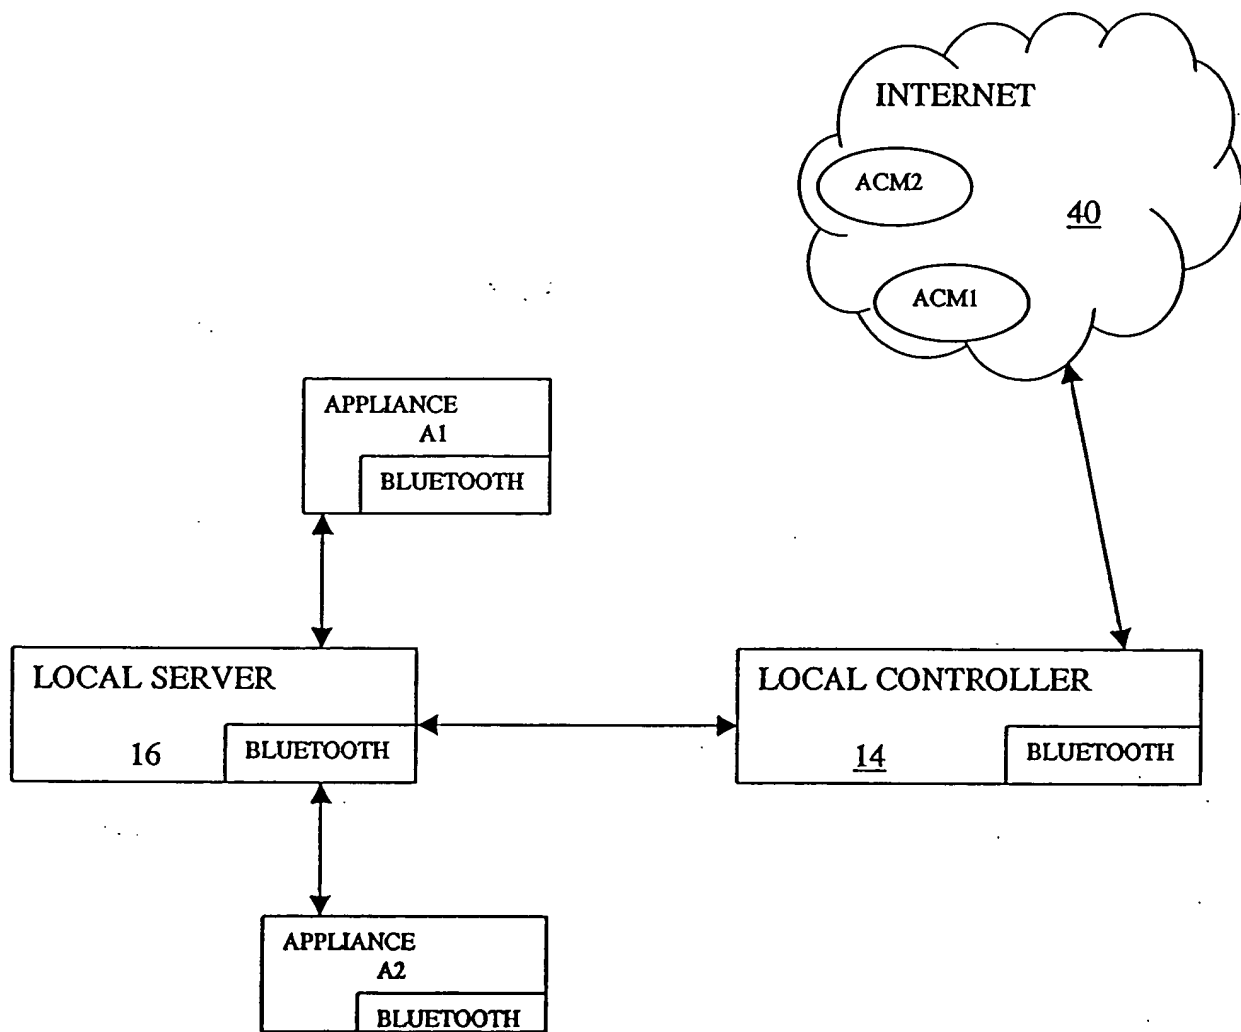 INTERNET
ACM2
40
ACM1
APPLIANCE
A1
BLUETOOTH
LOCAL SERVER
16
BLUETOOTH
LOCAL CONTROLLER
14
BLUETOOTH
APPLIANCE
A2
BLUETOOTH